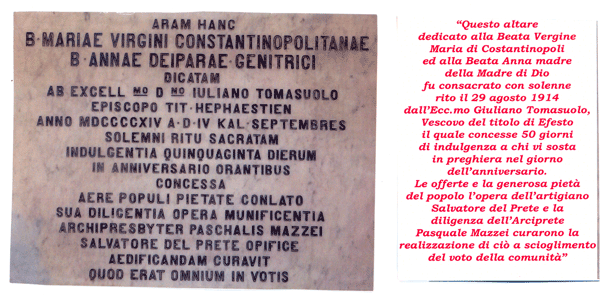 ARAM HANC
B·MARIAE VIRGINI CONSTANTINOPOLITANAE
B·ANNAE DEIPARAE·GENITRICI
DICATAM
AB EXCELL MO D NO IULIANO TOMASUOLO
EPISCOPO TIT·HEPHAESTIEN
ANNO MDCCCCXIV A·D·IV KAL·SEPTEMBRES
SOLEMNI RITU SACRATAM
INDULGENTIA QUINQUAGINTA DIERUM
IN ANNIVERSARIO ORANTIBUS
CONCESSA
AERE POPULI PIETATE CONLATO
SUA DILIGENTIA OPERA MUNIFICENTIA
ARCHIPRESBYTER PASCHALIS MAZZEI
SALVATORE DEL PRETE OPIFICE
AEDIFICANDAM CURAVIT
QUOD ERAT OMNIUM IN VOTIS
“Questo altare
dedicato alla Beata Vergine
Maria di Costantinopoli
ed alla Beata Anna madre
della Madre di Dio
fu consacrato con solenne
rito il 29 agosto 1914
dall’Ecc.mo Giuliano Tomasuolo,
Vescovo del titolo di Efesto
il quale concesse 50 giorni
di indulgenza a chi vi sosta
in preghiera nel giorno
dell’anniversario.
Le offerte e la generosa pietà
del popolo l’opera dell’artigiano
Salvatore del Prete e la
diligenza dell’Arciprete
Pasquale Mazzei curarono la
realizzazione di ciò a scioglimento
del voto della comunità”